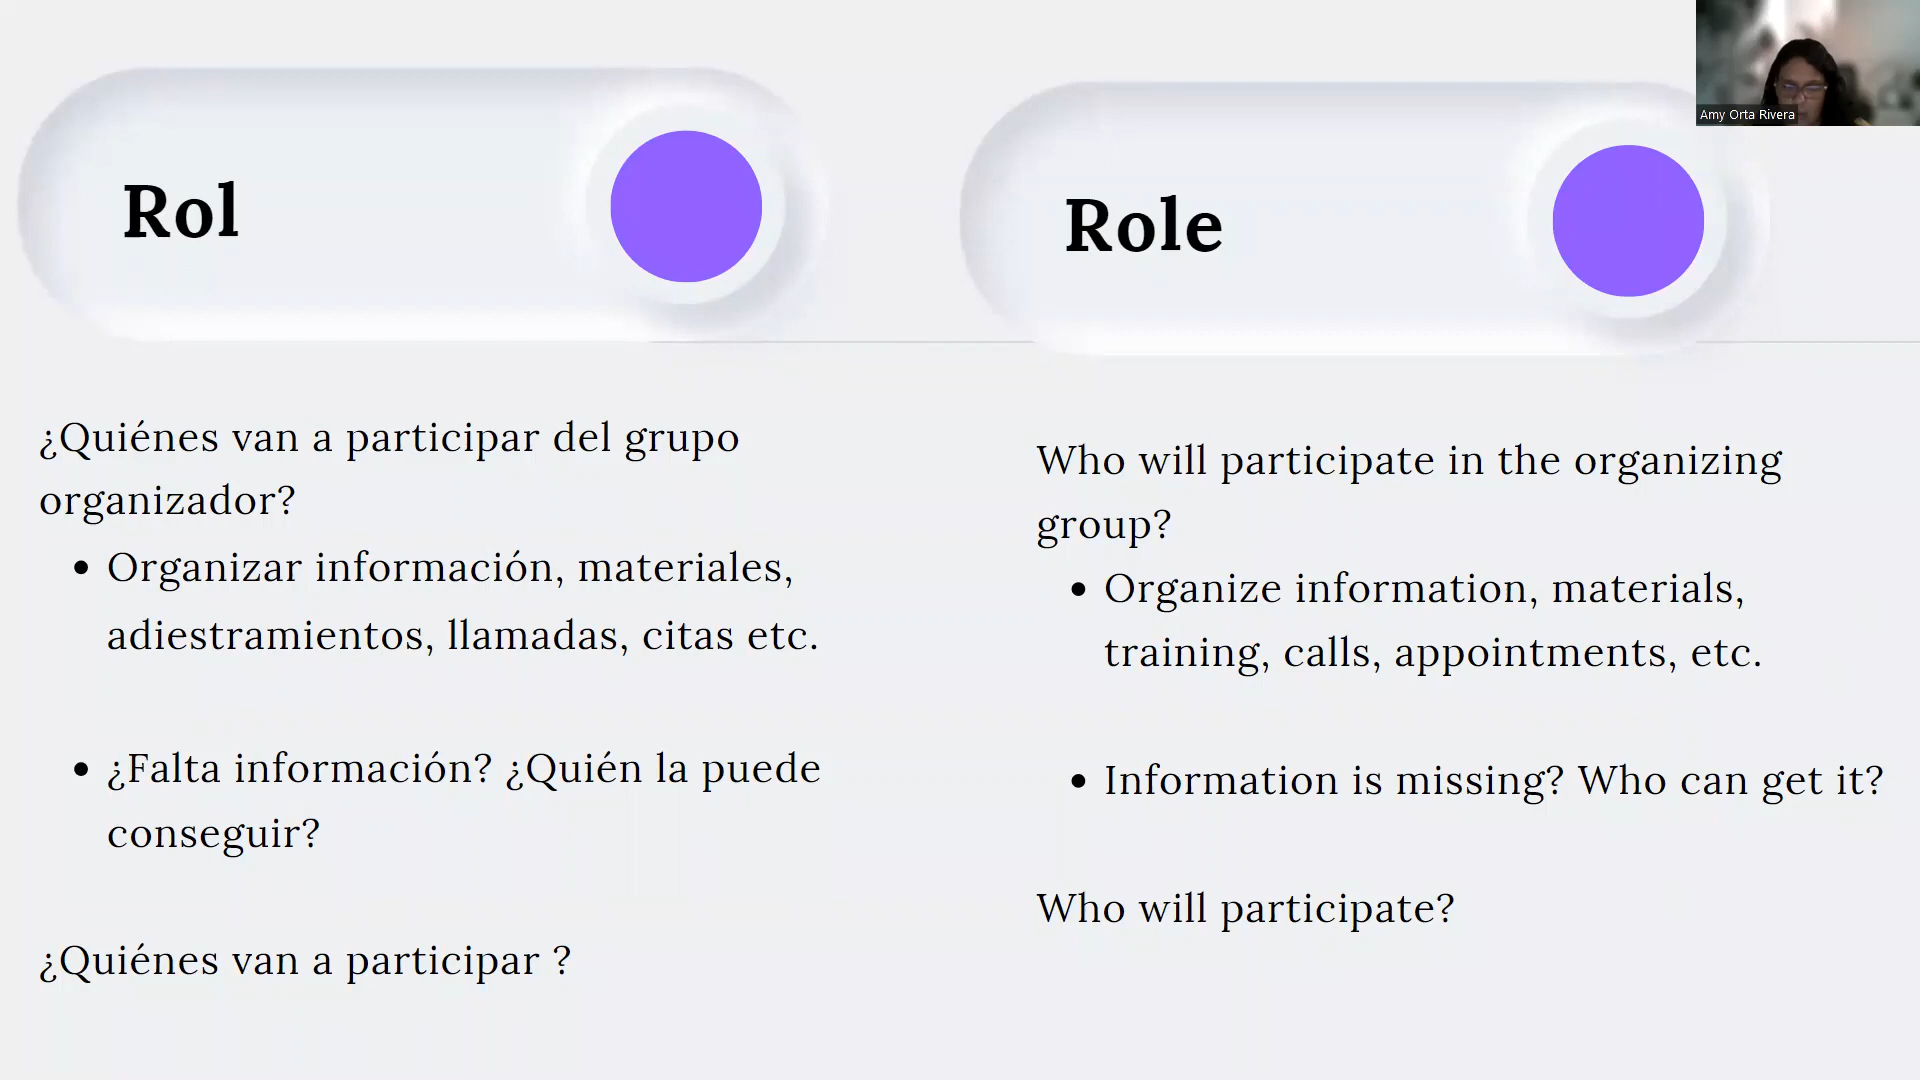 Rol
¿Quiénes van a participar del grupo
organizador?
• Organizar información, materiales,
adiestramientos, llamadas, citas etc.
• ¿Falta información? ¿Quién la puede
conseguir?
¿Quiénes van a participar ?
Role
Who will participate in the organizing
group?
• Organize information, materials,
training, calls, appointments, etc.
• Information is missing? Who can get it?
Who will participate?
Amy Orta Rivera